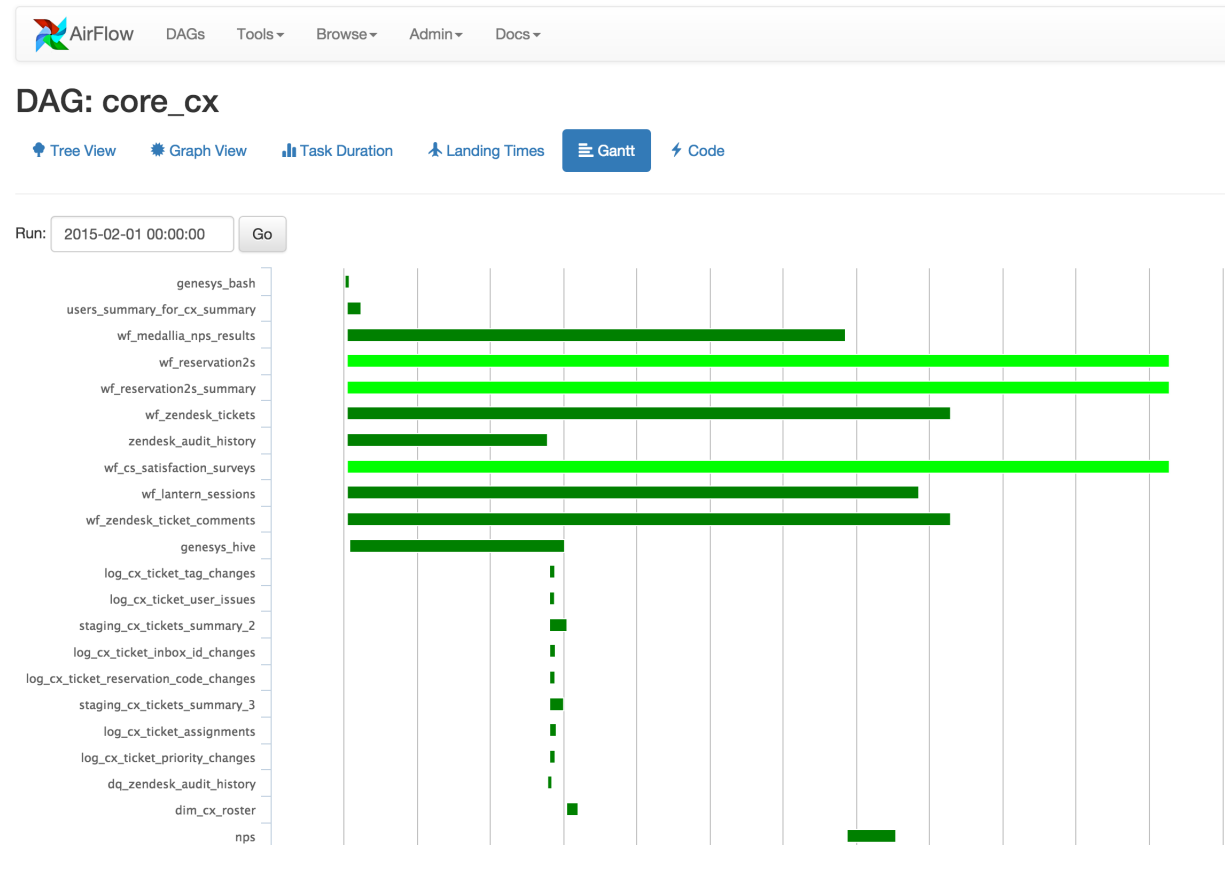 AirFlow DAGs Tools Browse Admin Docs
DAG: core_cx
Tree View Graph View Task Duration Landing Times Gantt Code
Run: 2015-02-01 00:00:00 Go
genesys_bash
users_summary_for_cx_summary
wf_medallia_nps_results
wf_reservation2s
wf_reservation2s_summary
wf_zendesk_tickets
zendesk_audit_history
wf_cs_satisfaction_surveys
wf_lantern_sessions
wf_zendesk_ticket_comments
genesys_hive
log_cx_ticket_tag_changes
log_cx_ticket_user_issues
staging_cx_tickets_summary_2
log_cx_ticket_inbox_id_changes
log_cx_ticket_reservation_code_changes
staging_cx_tickets_summary_3
log_cx_ticket_assignments
log_cx_ticket_priority_changes
dq_zendesk_audit_history
dim_cx_roster
nps